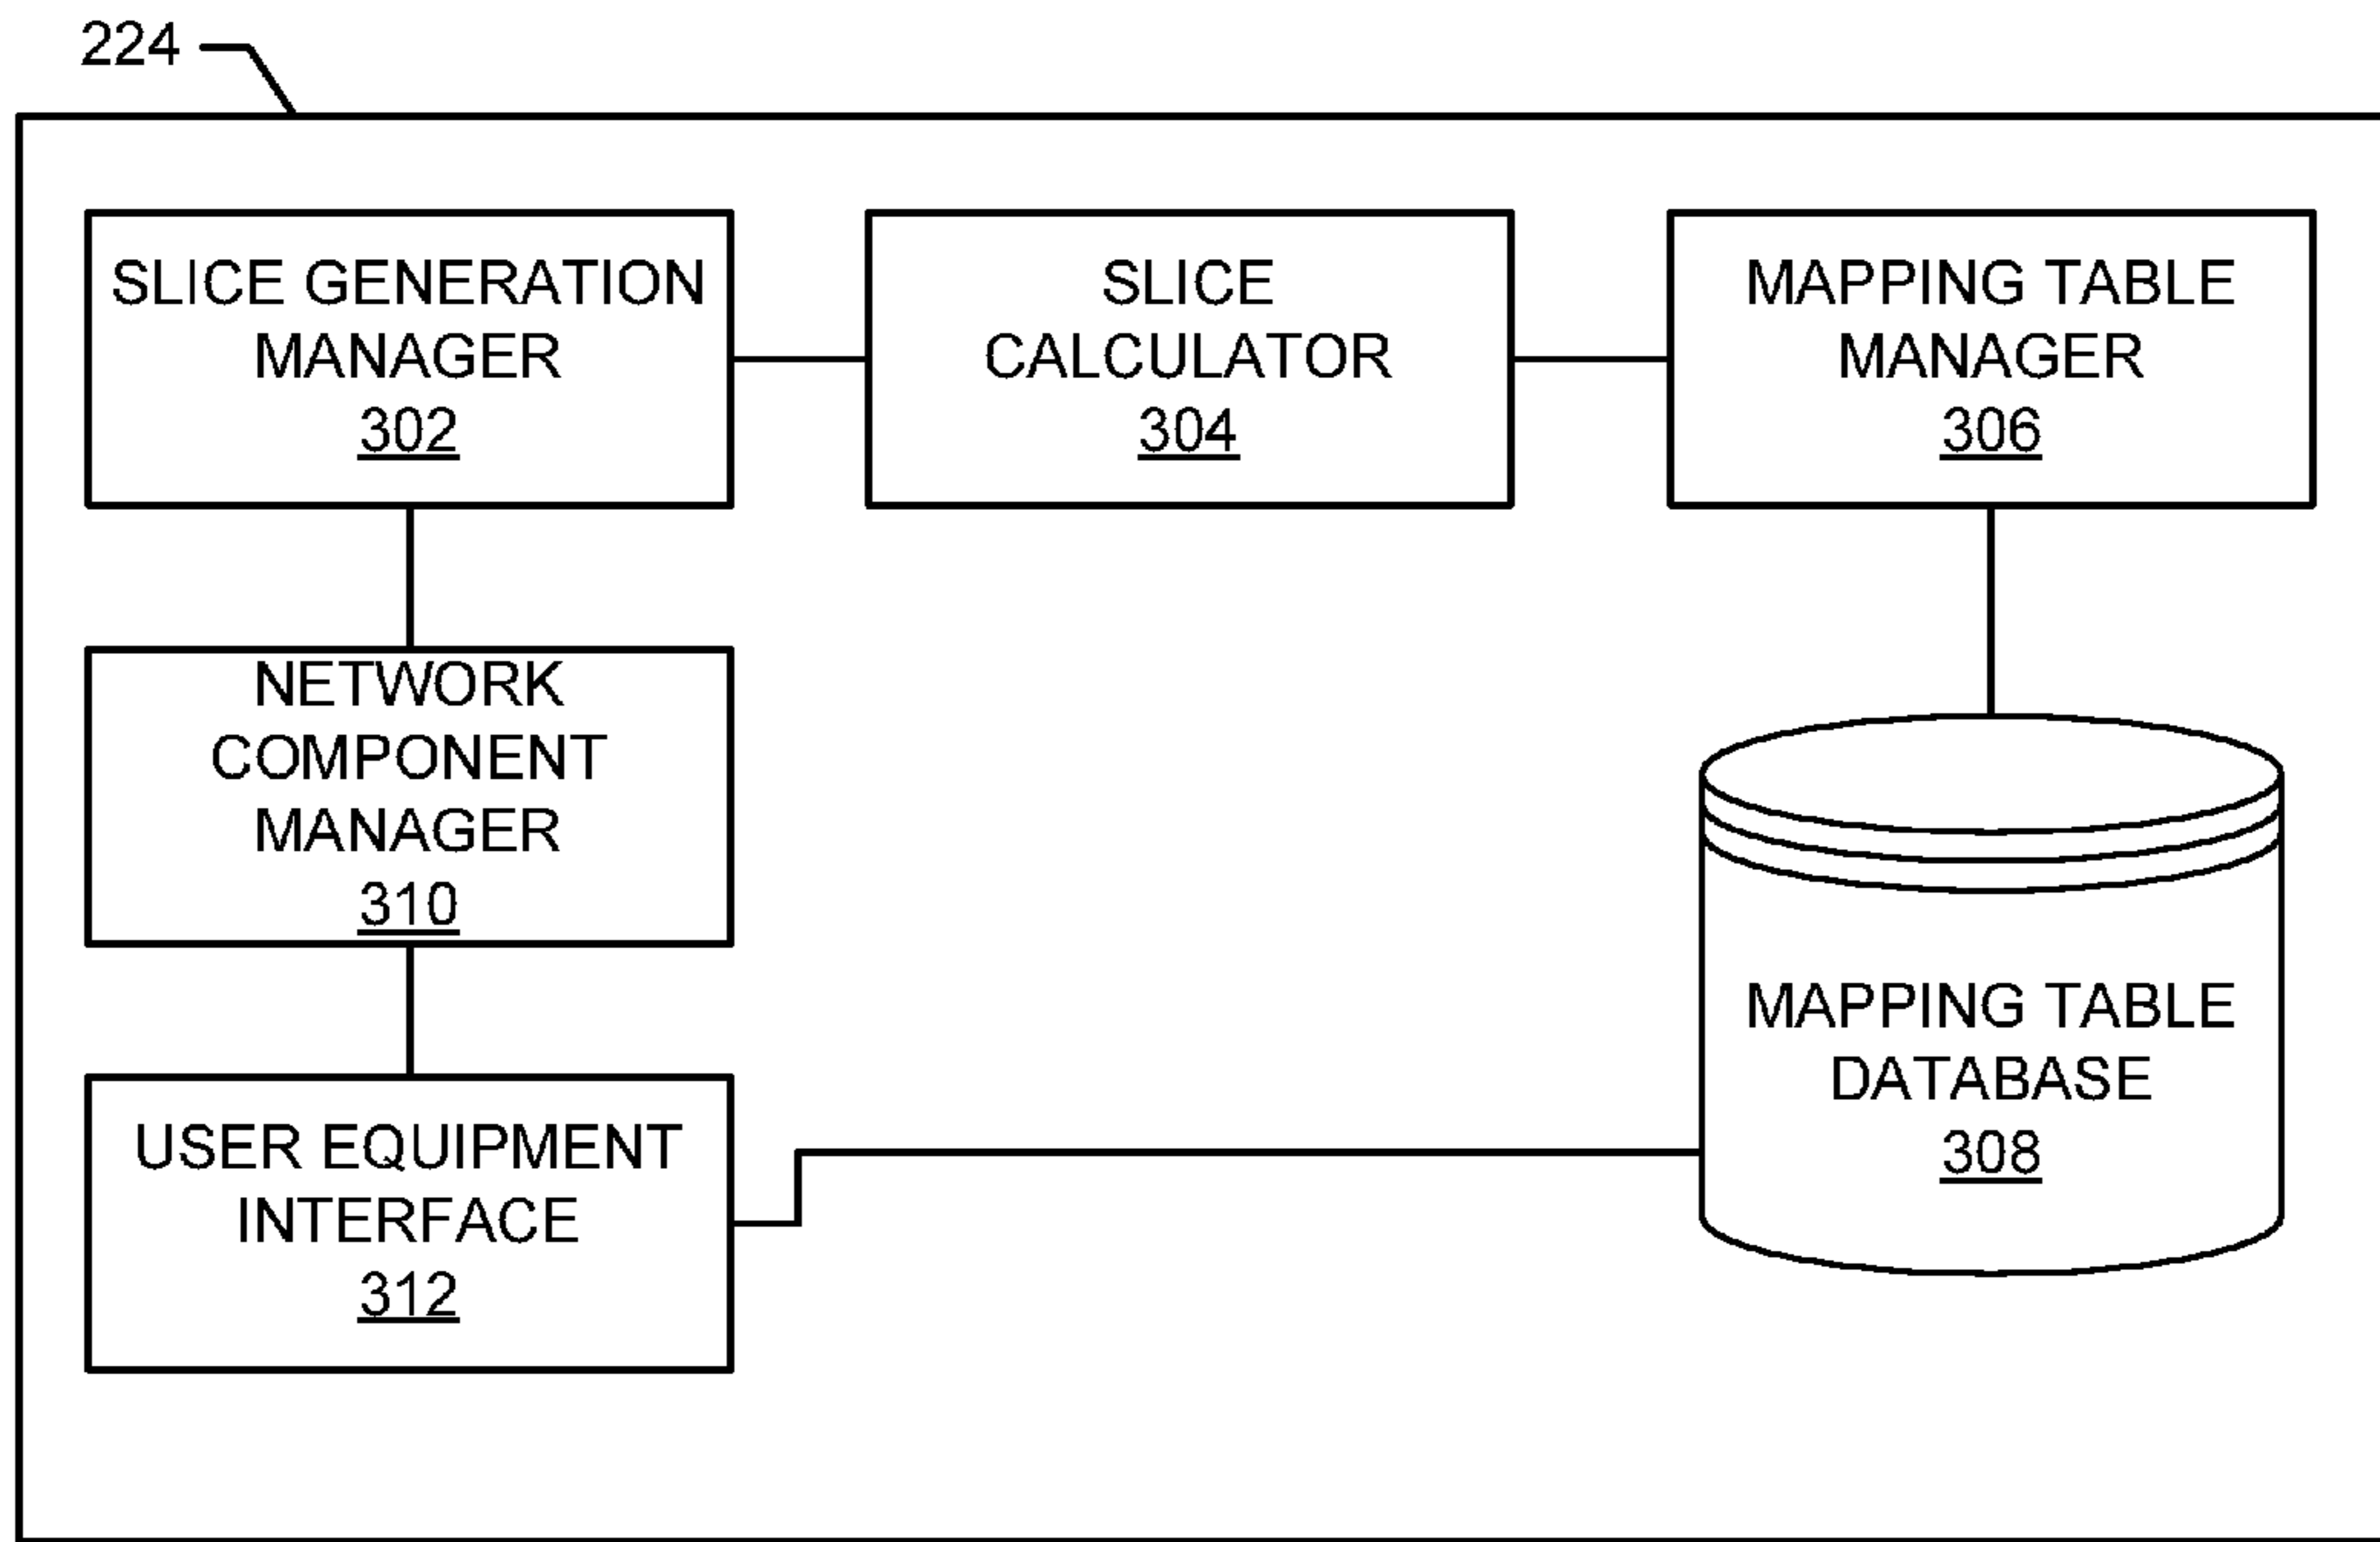 224
SLICE GENERATION
MANAGER
302
SLICE
CALCULATOR
304
MAPPING TABLE
MANAGER
306
NETWORK
COMPONENT
MANAGER
310
MAPPING TABLE
DATABASE
308
USER EQUIPMENT
INTERFACE
312